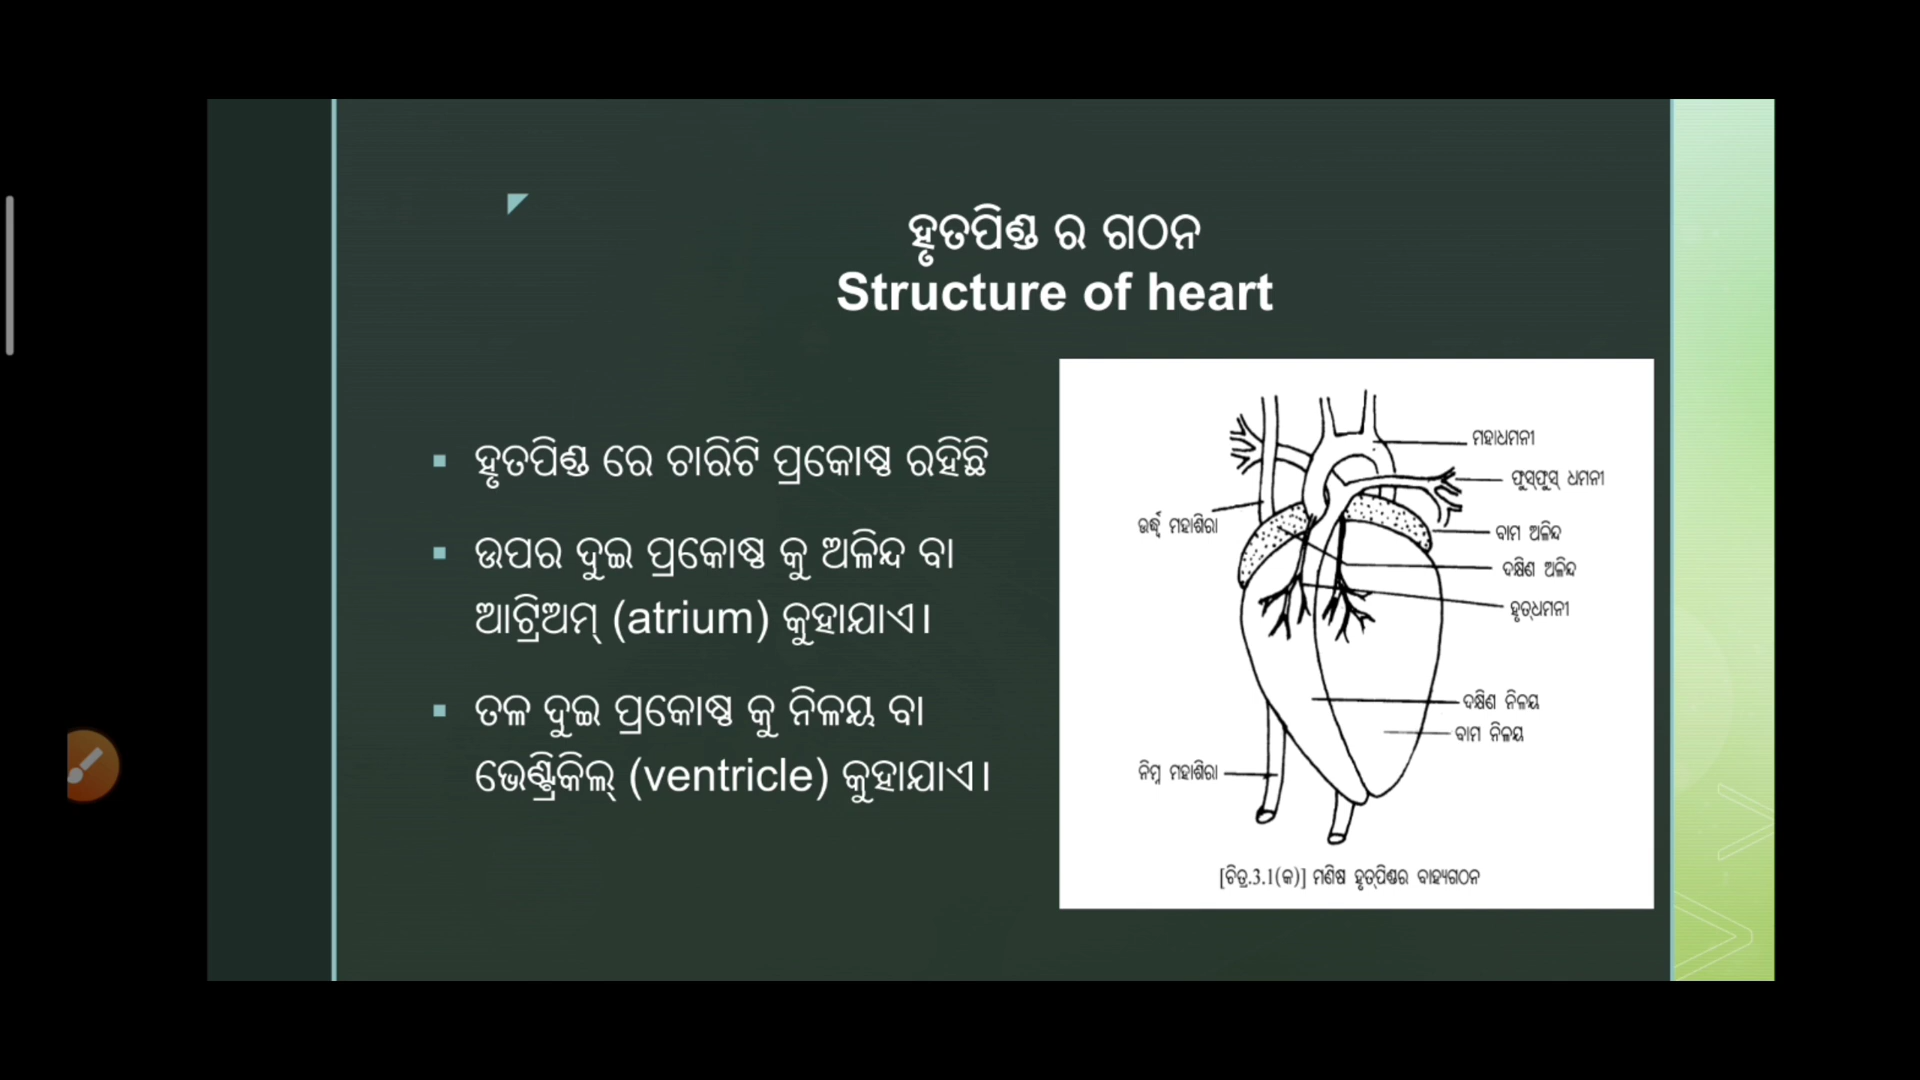 ହୃତପିଣ୍ଡ ର ଗଠନ
Structure of heart
ହୃତପିଣ୍ଡ ରେ ଚାରିଟି ପ୍ରକୋଷ୍ଠ ରହିଛି
ଉପର ଦୁଇ ପ୍ରକୋଷ୍ଠ କୁ ଅଳିନ୍ଦ ବା
ଆଟ୍ରିଅମ୍ (atrium) କୁହାଯାଏ।
ତଳ ଦୁଇ ପ୍ରକୋଷ୍ଠ କୁ ନିଳୟ ବା
ଭେଣ୍ଟ୍ରିକିଲ୍ (ventricle) କୁହାଯାଏ।
ମହାଧମନୀ
ଫୁସ୍‌ଫୁସ୍ ଧମନୀ
ଊର୍ଦ୍ଧ୍ୱ ମହାଶିରା
ବାମ ଅଳିନ୍ଦ
ଦକ୍ଷିଣ ଅଳିନ୍ଦ
ହୃତ୍‌ଧମନୀ
ଦକ୍ଷିଣ ନିଳୟ
ବାମ ନିଳୟ
ନିମ୍ନ ମହାଶିରା
[ଚିତ୍ର.3.1(କ)] ମଣିଷ ହୃତ୍‌ପିଣ୍ଡର ବାହ୍ୟଗଠନ